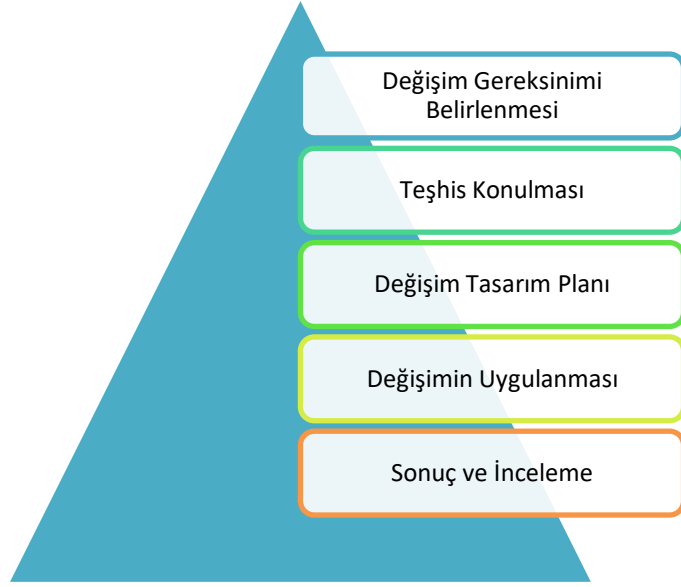 Değişim Gereksinimi
Belirlenmesi
Teşhis Konulması
Değişim Tasarım Planı
Değişimin Uygulanması
Sonuç ve İnceleme